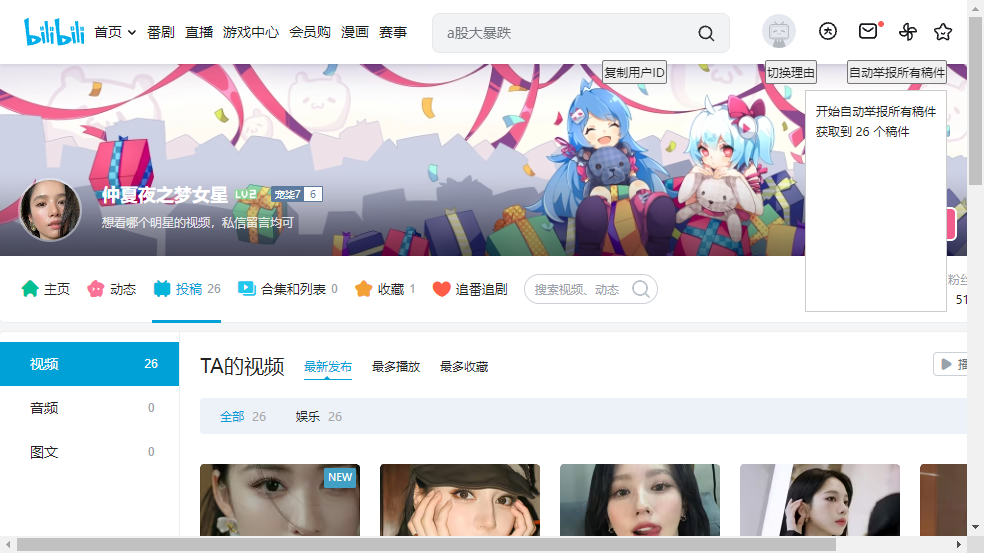 bilibili
首页 番剧 直播 游戏中心 会员购 漫画 赛事 a股大暴跌
复制用户ID 切换理由 自动举报所有稿件
开始自动举报所有稿件
获取到 26 个稿件
仲夏夜之梦女星 LV2 宠粱7 6
想看哪个明星的视频，私信留言均可
主页 动态 投稿 26 合集和列表 0 收藏 1 追番追剧 搜索视频、动态 粉丝
51
视频 26
音频 0
图文 0
TA的视频 最新发布 最多播放 最多收藏 播
全部 26 娱乐 26
NEW